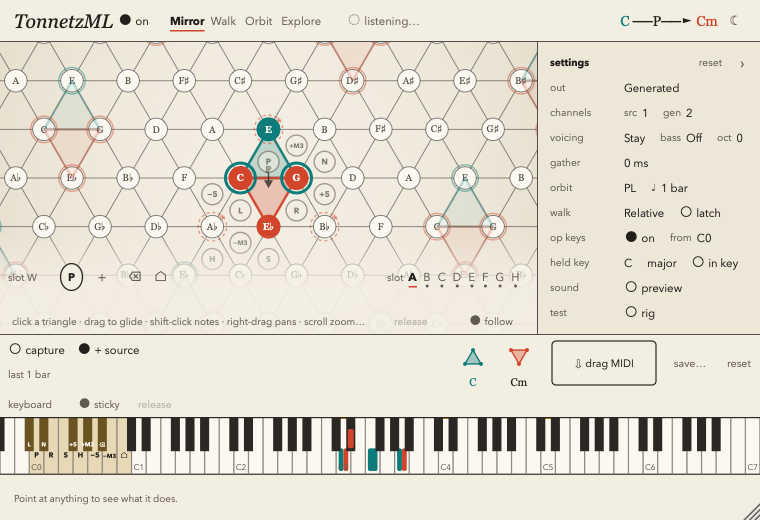 TonnetzML on Mirror Walk Orbit Explore listening... C P Cm
A E B F♯ C♯ G♯ D♯ A♯ E♯ B♯
C G D A E B F♯ C♯ G♯
+M3
P R N
A♭ E♭ B♭ F C G D A E B
−5 +5
L R
C♭ G♭ D♭ A♭ E♭ B♭ F C G
−M3
H S
slot W P + slot A B C D E F G H
click a triangle · drag to glide · shift-click notes · right-drag pans · scroll zoom... release follow
settings reset ›
out Generated
channels src 1 gen 2
voicing Stay bass Off oct 0
gather 0 ms
orbit PL ♩ 1 bar
walk Relative latch
op keys on from C0
held key C major in key
sound preview
test rig
capture + source
last 1 bar
C Cm
⇩ drag MIDI save... reset
keyboard sticky release
L N +5 +M3
P R S H −5 −M3
C0 C1 C2 C4 C5 C6 C7
Point at anything to see what it does.